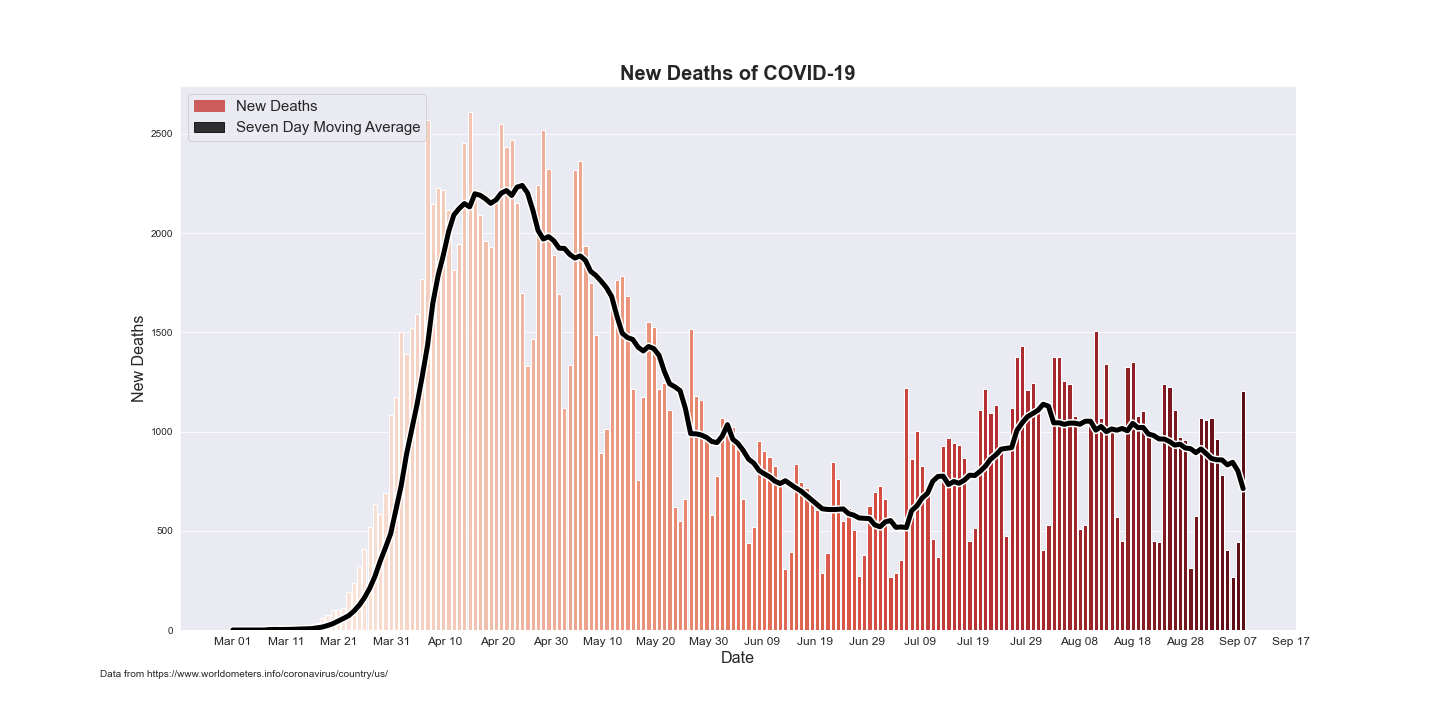 New Deaths of COVID-19
New Deaths
Seven Day Moving Average
2500
2000
1500
1000
500
0
New Deaths
Mar 01 Mar 11 Mar 21 Mar 31 Apr 10 Apr 20 Apr 30 May 10 May 20 May 30 Jun 09 Jun 19 Jun 29 Jul 09 Jul 19 Jul 29 Aug 08 Aug 18 Aug 28 Sep 07 Sep 17
Date
Data from https://www.worldometers.info/coronavirus/country/us/